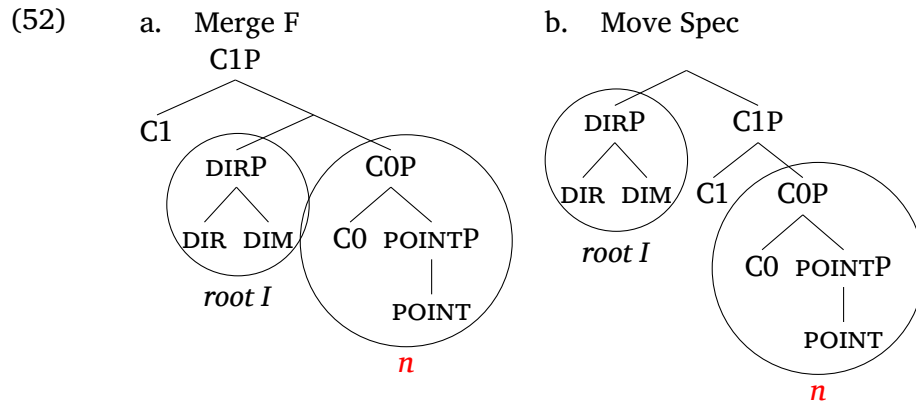 (52) a. Merge F b. Move Spec
C1P
C1
DIRP C0P
DIR DIM C0 POINTP
root I POINT
n
DIRP C1P
DIR DIM C1 C0P
root I C0 POINTP
POINT
n